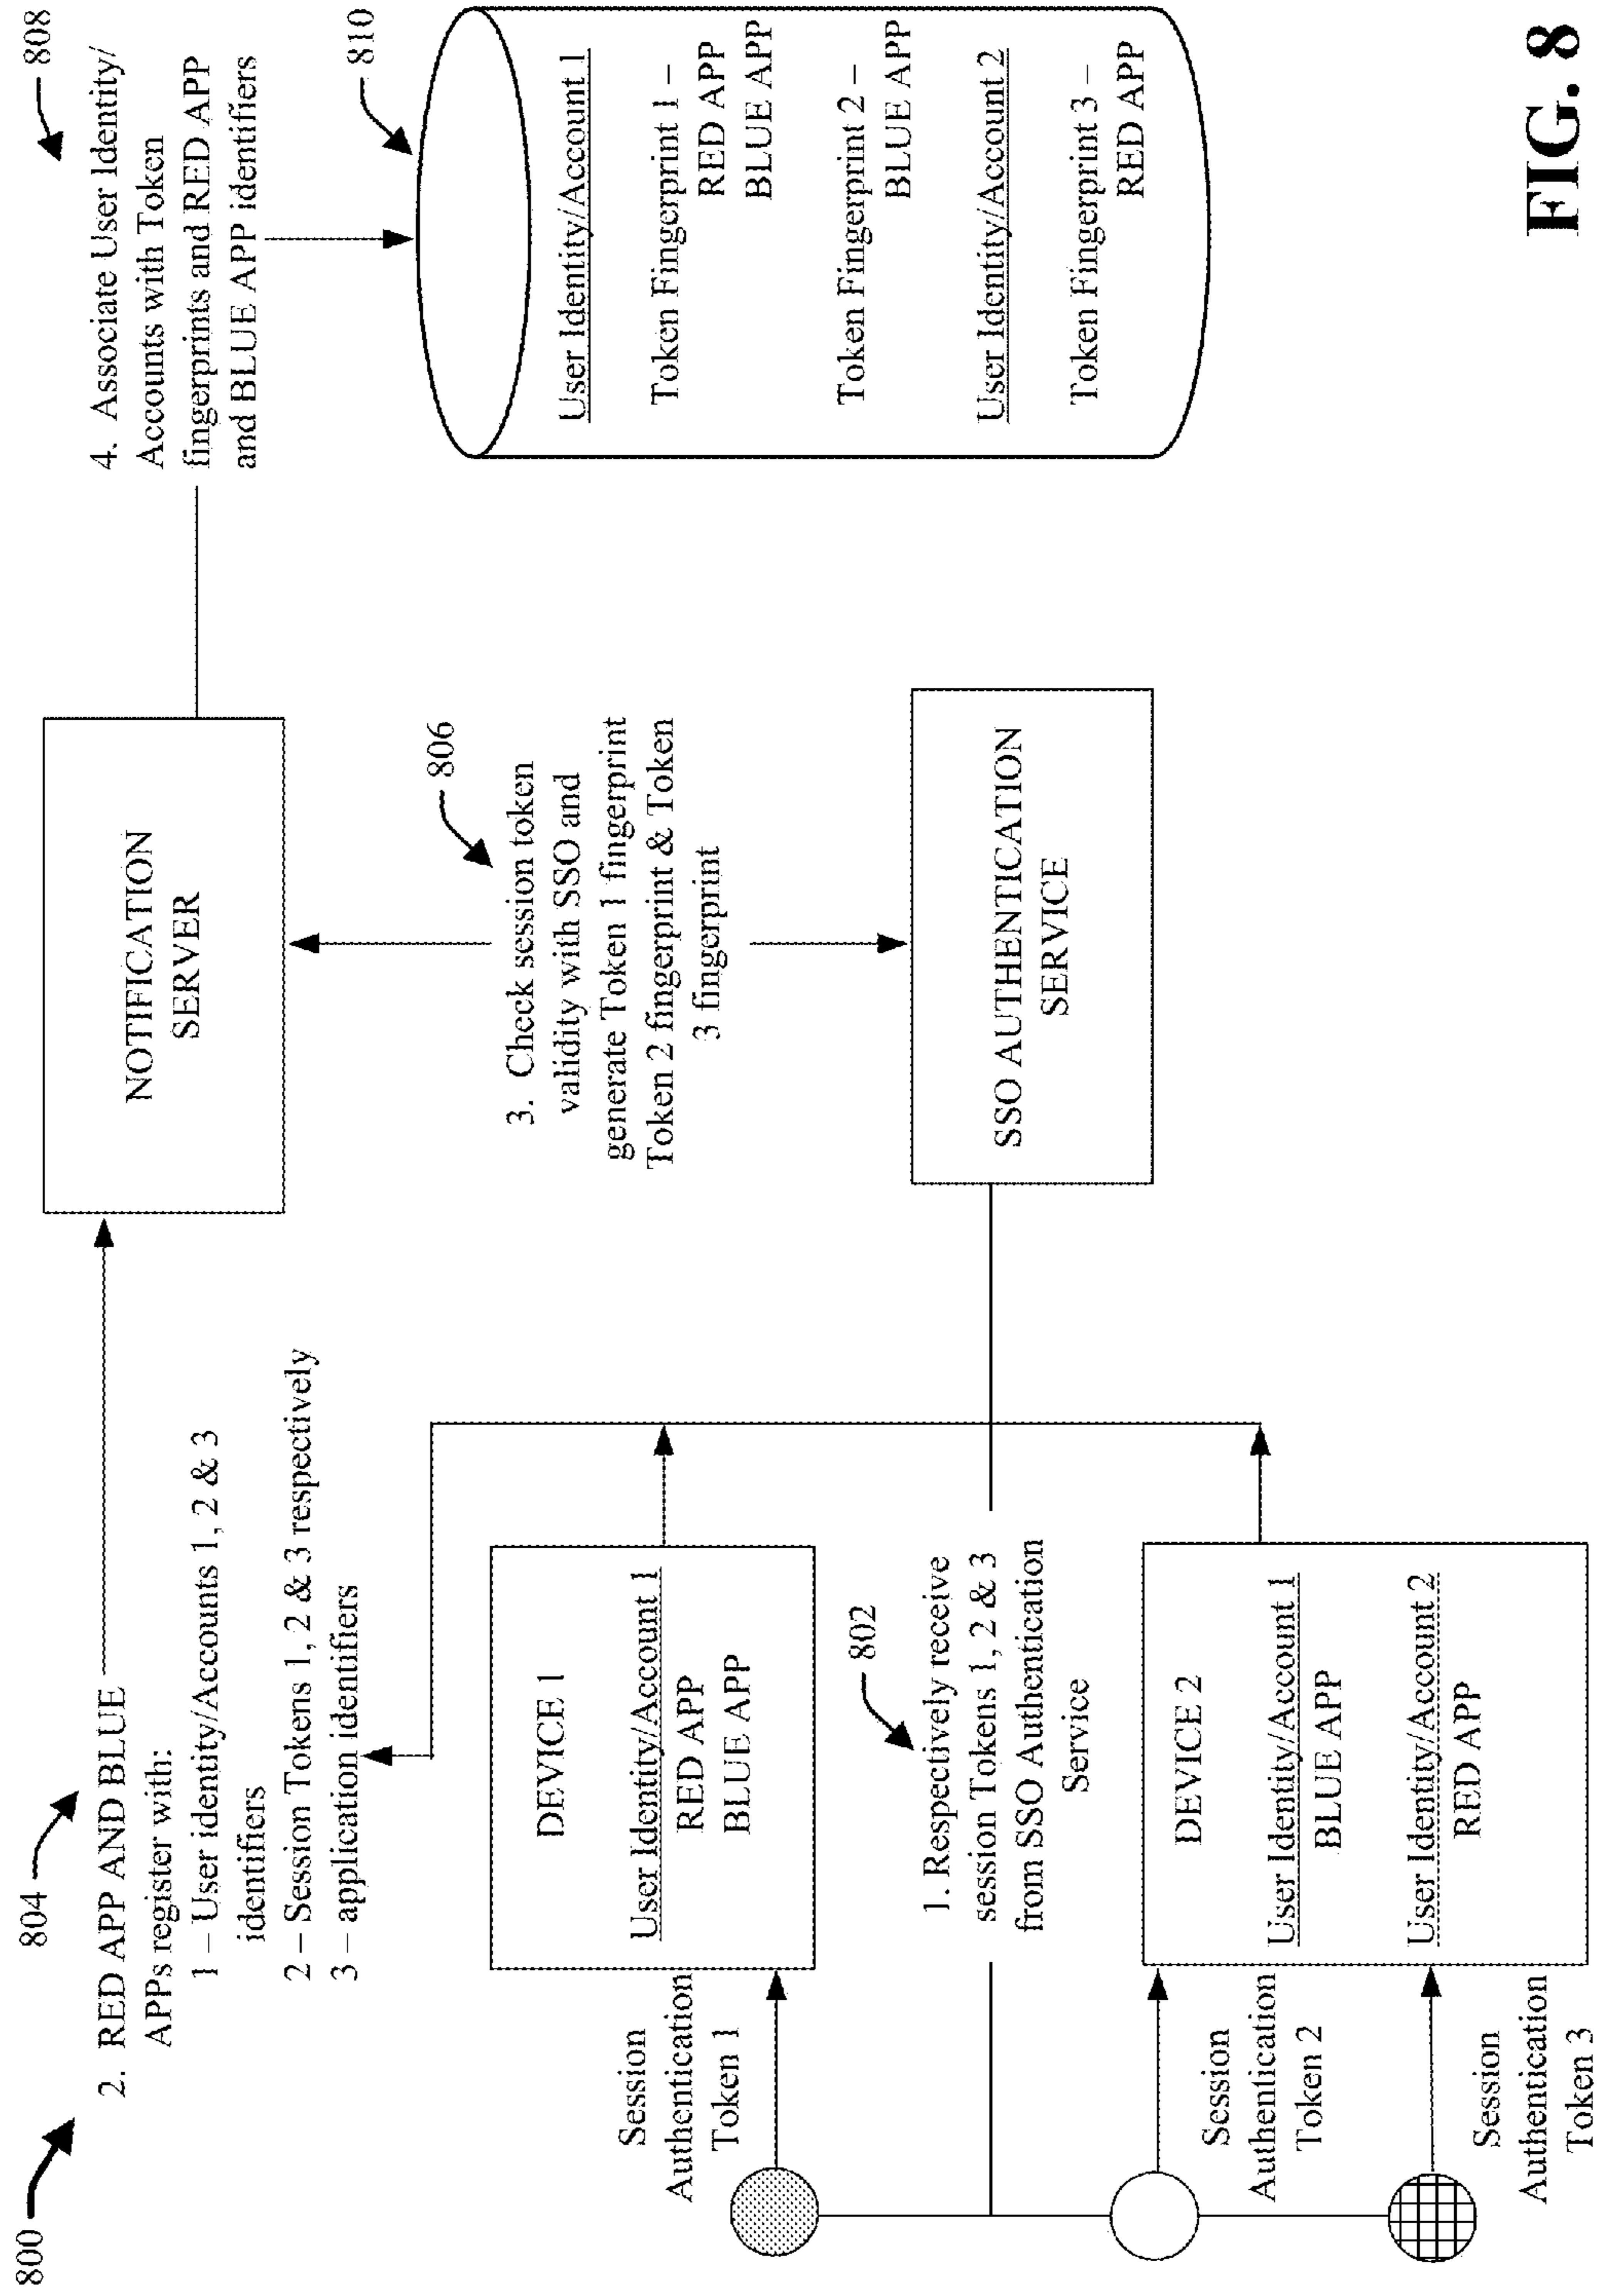 800
804
2. RED APP AND BLUE
APPs register with:
1 – User identity/Accounts 1, 2 & 3
identifiers
2 – Session Tokens 1, 2 & 3 respectively
3 – application identifiers
NOTIFICATION
SERVER
808
4. Associate User Identity/
Accounts with Token
fingerprints and RED APP
and BLUE APP identifiers
810
User Identity/Account 1
Token Fingerprint 1 –
RED APP
BLUE APP
Token Fingerprint 2 –
BLUE APP
User Identity/Account 2
Token Fingerprint 3 –
RED APP
806
3. Check session token
validity with SSO and
generate Token 1 fingerprint
Token 2 fingerprint & Token
3 fingerprint
SSO AUTHENTICATION
SERVICE
Session
Authentication
Token 1
DEVICE 1
User Identity/Account 1
RED APP
BLUE APP
802
1. Respectively receive
session Tokens 1, 2 & 3
from SSO Authentication
Service
Session
Authentication
Token 2
DEVICE 2
User Identity/Account 1
BLUE APP
User Identity/Account 2
RED APP
Session
Authentication
Token 3
FIG. 8